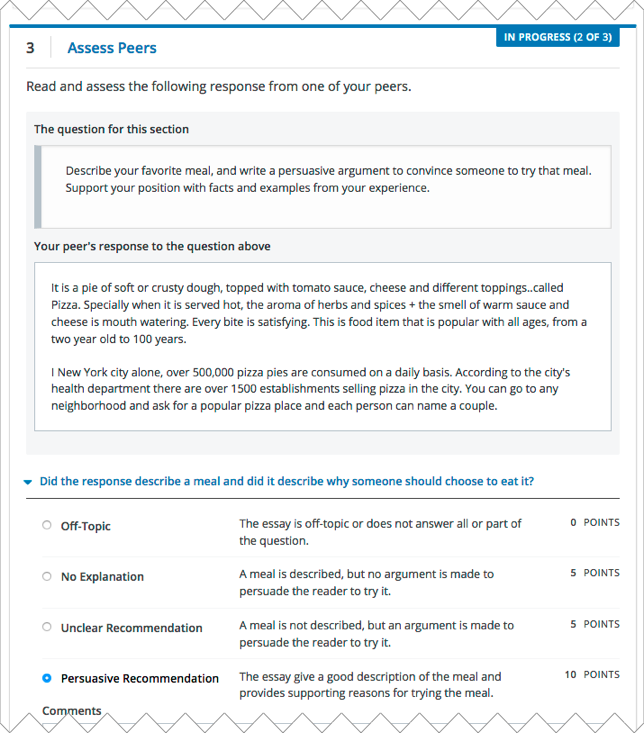 IN PROGRESS (2 OF 3)
3 Assess Peers
Read and assess the following response from one of your peers.
The question for this section
Describe your favorite meal, and write a persuasive argument to convince someone to try that meal.
Support your position with facts and examples from your experience.
Your peer's response to the question above
It is a pie of soft or crusty dough, topped with tomato sauce, cheese and different toppings..called
Pizza. Specially when it is served hot, the aroma of herbs and spices + the smell of warm sauce and
cheese is mouth watering. Every bite is satisfying. This is food item that is popular with all ages, from a
two year old to 100 years.
I New York city alone, over 500,000 pizza pies are consumed on a daily basis. According to the city's
health department there are over 1500 establishments selling pizza in the city. You can go to any
neighborhood and ask for a popular pizza place and each person can name a couple.
Did the response describe a meal and did it describe why someone should choose to eat it?
Off-Topic The essay is off-topic or does not answer all or part of 0 POINTS
the question.
No Explanation A meal is described, but no argument is made to 5 POINTS
persuade the reader to try it.
Unclear Recommendation A meal is not described, but an argument is made to 5 POINTS
persuade the reader to try it.
Persuasive Recommendation The essay give a good description of the meal and 10 POINTS
provides supporting reasons for trying the meal.
Comments